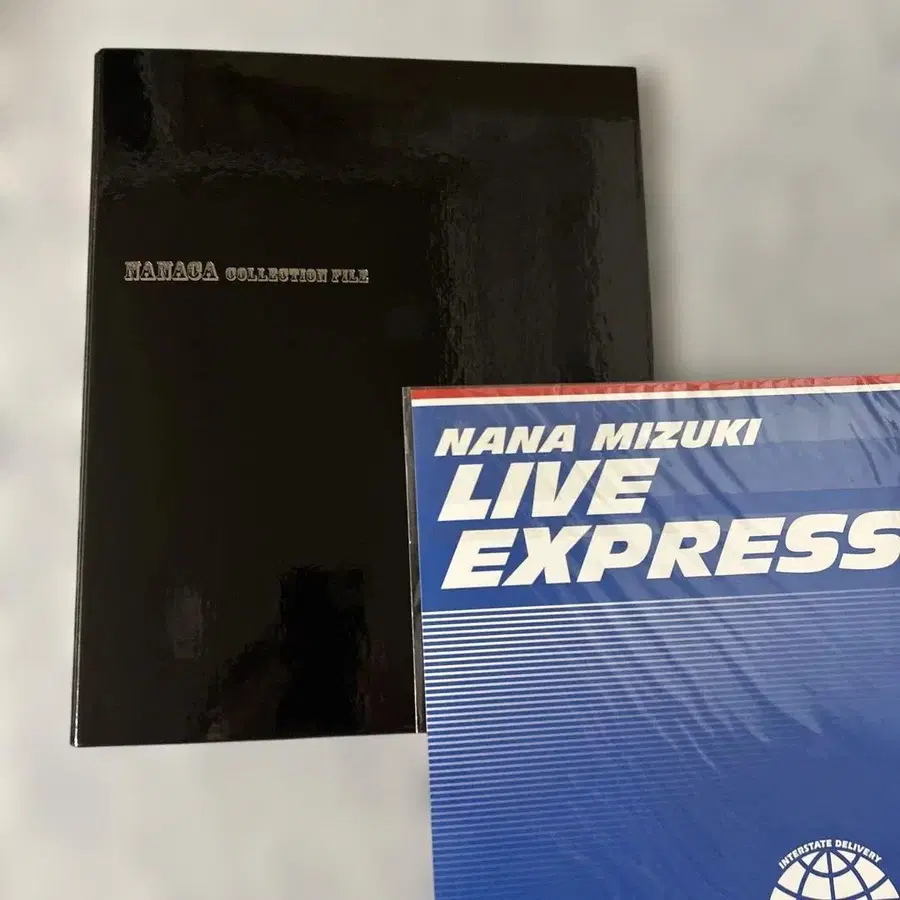 NANACA COLLECTION FILE
NANA MIZUKI
LIVE
EXPRESS
INTERSTATE DELIVERY